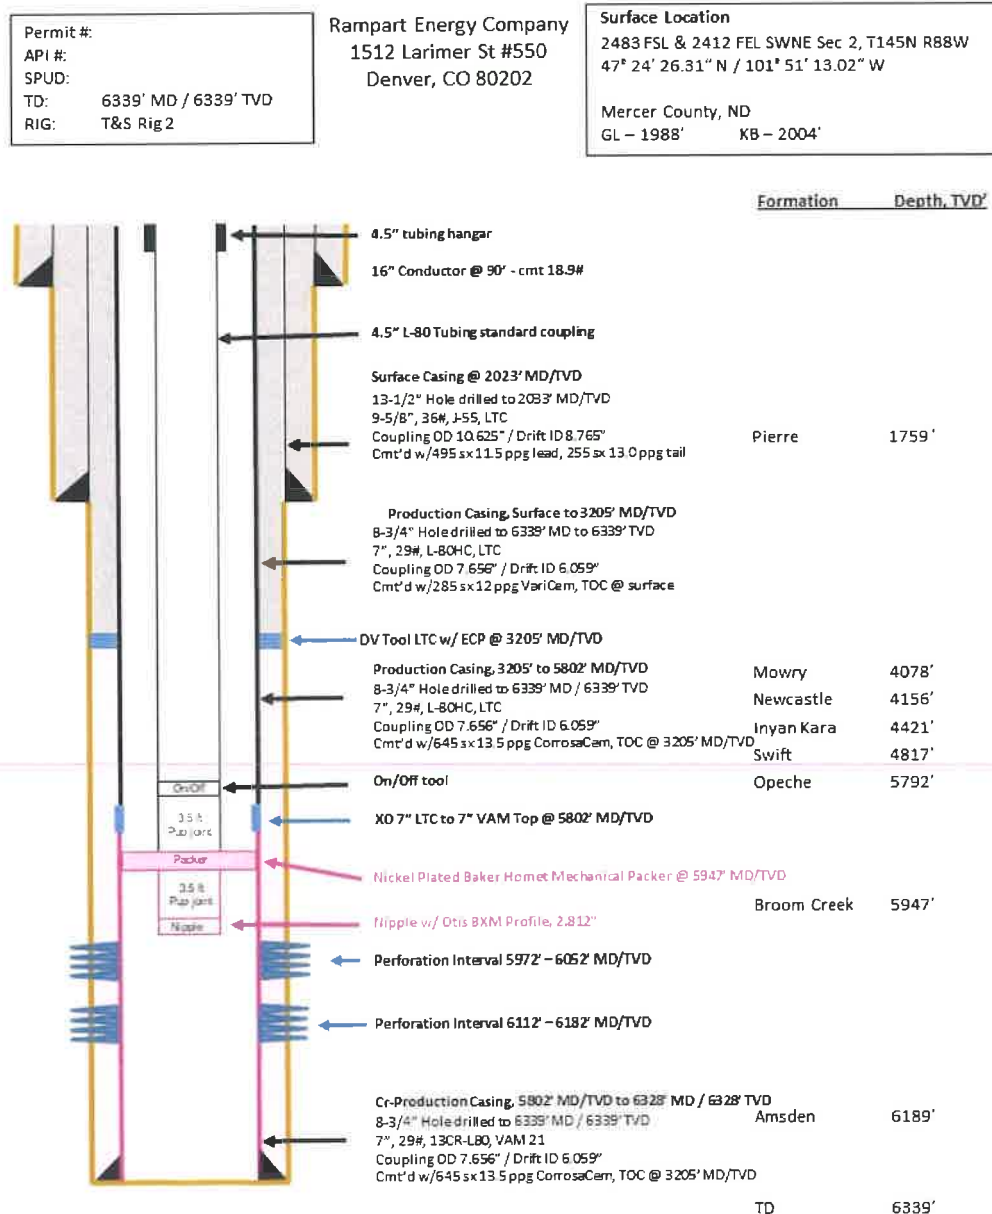 Permit #:
API #:
SPUD:
TD: 6339' MD / 6339' TVD
RIG: T&S Rig 2
Rampart Energy Company
1512 Larimer St #550
Denver, CO 80202
Surface Location
2483 FSL & 2412 FEL SWNE Sec 2, T145N R88W
47° 24' 26.31" N / 101° 51' 13.02" W
Mercer County, ND
GL – 1988' KB – 2004'
Formation Depth, TVD'
4.5" tubing hangar
16" Conductor @ 90' - cmt 18.9#
4.5" L-80 Tubing standard coupling
Surface Casing @ 2023' MD/TVD
13-1/2" Hole drilled to 2033' MD/TVD
9-5/8", 36#, J-55, LTC
Coupling OD 10.625" / Drift ID 8.765"
Cmt'd w/495 sx 11.5 ppg lead, 255 sx 13.0 ppg tail
Pierre 1759'
Production Casing, Surface to 3205' MD/TVD
8-3/4" Hole drilled to 6339' MD to 6339' TVD
7", 29#, L-80HC, LTC
Coupling OD 7.656" / Drift ID 6.059"
Cmt'd w/285 sx 12 ppg VariCem, TOC @ surface
DV Tool LTC w/ ECP @ 3205' MD/TVD
Production Casing, 3205' to 5802' MD/TVD
8-3/4" Hole drilled to 6339' MD / 6339' TVD
7", 29#, L-80HC, LTC
Coupling OD 7.656" / Drift ID 6.059"
Cmt'd w/645 sx 13.5 ppg CorrosaCem, TOC @ 3205' MD/TVD
Mowry 4078'
Newcastle 4156'
Inyan Kara 4421'
Swift 4817'
Opeche 5792'
On/Off
On/Off tool
3.5 ft
Pup joint
XO 7" LTC to 7" VAM Top @ 5802' MD/TVD
Packer
Nickel Plated Baker Hornet Mechanical Packer @ 5947' MD/TVD
3.5 ft
Pup joint
Broom Creek 5947'
Nipple
Nipple w/ Otis BXM Profile, 2.812"
Perforation Interval 5972' – 6052' MD/TVD
Perforation Interval 6112' – 6182' MD/TVD
Cr-Production Casing, 5802' MD/TVD to 6328' MD / 6328' TVD
8-3/4" Hole drilled to 6339' MD / 6339' TVD
7", 29#, 13CR-L80, VAM 21
Coupling OD 7.656" / Drift ID 6.059"
Cmt'd w/645 sx 13.5 ppg CorrosaCem, TOC @ 3205' MD/TVD
Amsden 6189'
TD 6339'